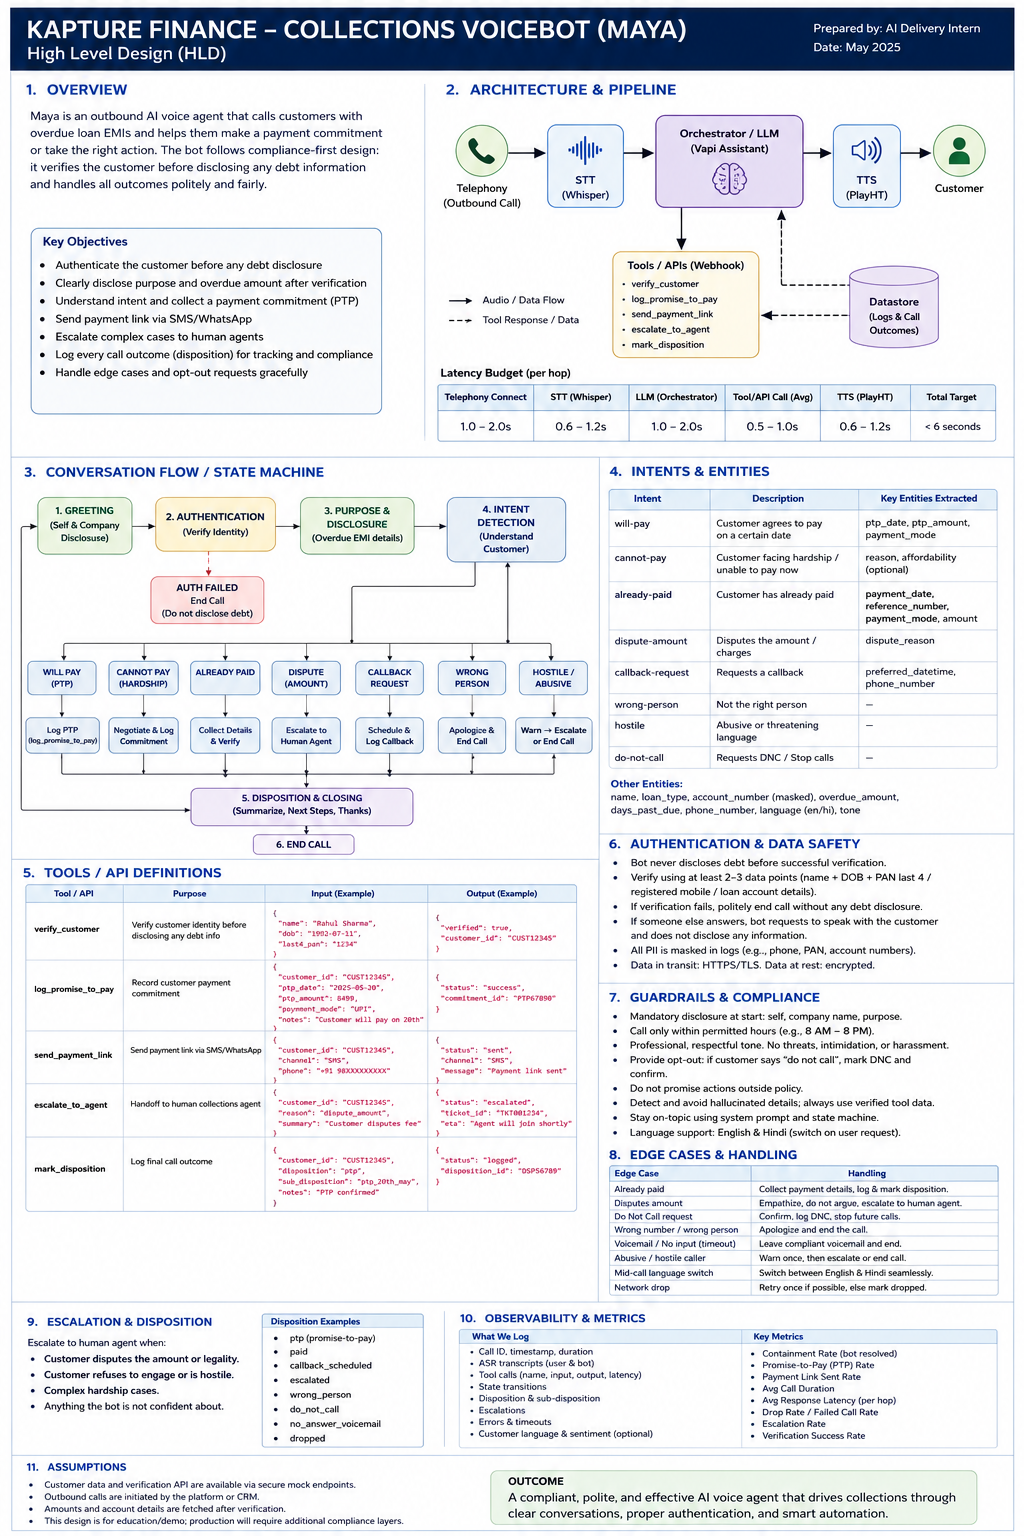 KAPTURE FINANCE – COLLECTIONS VOICEBOT (MAYA)
High Level Design (HLD)
Prepared by: AI Delivery Intern
Date: May 2025
1. OVERVIEW
Maya is an outbound AI voice agent that calls customers with
overdue loan EMIs and helps them make a payment commitment
or take the right action. The bot follows compliance-first design:
it verifies the customer before disclosing any debt information
and handles all outcomes politely and fairly.
Key Objectives
• Authenticate the customer before any debt disclosure
• Clearly disclose purpose and overdue amount after verification
• Understand intent and collect a payment commitment (PTP)
• Send payment link via SMS/WhatsApp
• Escalate complex cases to human agents
• Log every call outcome (disposition) for tracking and compliance
• Handle edge cases and opt-out requests gracefully
2. ARCHITECTURE & PIPELINE
Telephony
(Outbound Call)
STT
(Whisper)
Orchestrator / LLM
(Vapi Assistant)
TTS
(PlayHT)
Customer
Tools / APIs (Webhook)
• verify_customer
• log_promise_to_pay
• send_payment_link
• escalate_to_agent
• mark_disposition
Datastore
(Logs & Call
Outcomes)
Audio / Data Flow
Tool Response / Data
Latency Budget (per hop)
Telephony Connect STT (Whisper) LLM (Orchestrator) Tool/API Call (Avg) TTS (PlayHT) Total Target
1.0 – 2.0s 0.6 – 1.2s 1.0 – 2.0s 0.5 – 1.0s 0.6 – 1.2s < 6 seconds
3. CONVERSATION FLOW / STATE MACHINE
1. GREETING
(Self & Company
Disclosuse)
2. AUTHENTICATION
(Verify Identity)
3. PURPOSE &
DISCLOSURE
(Overdue EMI details)
4. INTENT
DETECTION
(Understand
Customer)
AUTH FAILED
End Call
(Do not disclose debt)
WILL PAY
(PTP)
CANNOT PAY
(HARDSHIP)
ALREADY PAID
DISPUTE
(AMOUNT)
CALLBACK
REQUEST
WRONG
PERSON
HOSTILE /
ABUSIVE
Log PTP
(log_promise_to_pay)
Negotiate & Log
Commitment
Collect Details
& Verify
Escalate to
Human Agent
Schedule &
Log Callback
Apologize &
End Call
Warn → Escalate
or End Call
5. DISPOSITION & CLOSING
(Summarize, Next Steps, Thanks)
6. END CALL
4. INTENTS & ENTITIES
Intent Description Key Entities Extracted
will-pay Customer agrees to pay ptp_date, ptp_amount,
on a certain date payment_mode
cannot-pay Customer facing hardship / reason, affordability
unable to pay now (optional)
already-paid Customer has already paid payment_date,
reference_number,
payment_mode, amount
dispute-amount Disputes the amount / dispute_reason
charges
callback-request Requests a callback preferred_datetime,
phone_number
wrong-person Not the right person —
hostile Abusive or threatening —
language
do-not-call Requests DNC / Stop calls —
Other Entities:
name, loan_type, account_number (masked), overdue_amount,
days_past_due, phone_number, language (en/hi), tone
5. TOOLS / API DEFINITIONS
Tool / API Purpose Input (Example) Output (Example)
verify_customer
Verify customer identity before
disclosing any debt info
{
"name": "Rahul Sharma",
"dob": "1992-07-11",
"last4_pan": "1234"
}
{
"verified": true,
"customer_id": "CUST12345"
}
log_promise_to_pay
Record customer payment
commitment
{
"customer_id": "CUST12345",
"ptp_date": "2025-05-20",
"ptp_amount": 8499,
"payment_mode": "UPI",
"notes": "Customer will pay on 20th"
}
{
"status": "success",
"commitment_id": "PTP67890"
}
send_payment_link
Send payment link via SMS/WhatsApp
{
"customer_id": "CUST12345",
"channel": "SMS",
"phone": "+91 98XXXXXXXXX"
}
{
"status": "sent",
"channel": "SMS",
"message": "Payment link sent"
}
escalate_to_agent
Handoff to human collections agent
{
"customer_id": "CUST12345",
"reason": "dispute_amount",
"summary": "Customer disputes fee"
}
{
"status": "escalated",
"ticket_id": "TKT001234",
"eta": "Agent will join shortly"
}
mark_disposition
Log final call outcome
{
"customer_id": "CUST12345",
"disposition": "ptp",
"sub_disposition": "ptp_20th_may",
"notes": "PTP confirmed"
}
{
"status": "logged",
"disposition_id": "DSP56789"
}
6. AUTHENTICATION & DATA SAFETY
• Bot never discloses debt before successful verification.
• Verify using at least 2–3 data points (name + DOB + PAN last 4 /
registered mobile / loan account details).
• If verification fails, politely end call without any debt disclosure.
• If someone else answers, bot requests to speak with the customer
and does not disclose any information.
• All PII is masked in logs (e.g.., phone, PAN, account numbers).
• Data in transit: HTTPS/TLS. Data at rest: encrypted.
7. GUARDRAILS & COMPLIANCE
• Mandatory disclosure at start: self, company name, purpose.
• Call only within permitted hours (e.g., 8 AM – 8 PM).
• Professional, respectful tone. No threats, intimidation, or harassment.
• Provide opt-out: if customer says “do not call”, mark DNC and
confirm.
• Do not promise actions outside policy.
• Detect and avoid hallucinated details; always use verified tool data.
• Stay on-topic using system prompt and state machine.
• Language support: English & Hindi (switch on user request).
8. EDGE CASES & HANDLING
Edge Case Handling
Already paid Collect payment details, log & mark disposition.
Disputes amount Empathize, do not argue, escalate to human agent.
Do Not Call request Confirm, log DNC, stop future calls.
Wrong number / wrong person Apologize and end the call.
Voicemail / No input (timeout) Leave compliant voicemail and end.
Abusive / hostile caller Warn once, then escalate or end call.
Mid-call language switch Switch between English & Hindi seamlessly.
Network drop Retry once if possible, else mark dropped.
9. ESCALATION & DISPOSITION
Escalate to human agent when:
• Customer disputes the amount or legality.
• Customer refuses to engage or is hostile.
• Complex hardship cases.
• Anything the bot is not confident about.
Disposition Examples
• ptp (promise-to-pay)
• paid
• callback_scheduled
• escalated
• wrong_person
• do_not_call
• no_answer_voicemail
• dropped
10. OBSERVABILITY & METRICS
What We Log
• Call ID, timestamp, duration
• ASR transcripts (user & bot)
• Tool calls (name, input, output, latency)
• State transitions
• Disposition & sub-disposition
• Escalations
• Errors & timeouts
• Customer language & sentiment (optional)
Key Metrics
• Containment Rate (bot resolved)
• Promise-to-Pay (PTP) Rate
• Payment Link Sent Rate
• Avg Call Duration
• Avg Response Latency (per hop)
• Drop Rate / Failed Call Rate
• Escalation Rate
• Verification Success Rate
11. ASSUMPTIONS
• Customer data and verification API are available via secure mock endpoints.
• Outbound calls are initiated by the platform or CRM.
• Amounts and account details are fetched after verification.
• This design is for education/demo; production will require additional compliance layers.
OUTCOME
A compliant, polite, and effective AI voice agent that drives collections through
clear conversations, proper authentication, and smart automation.